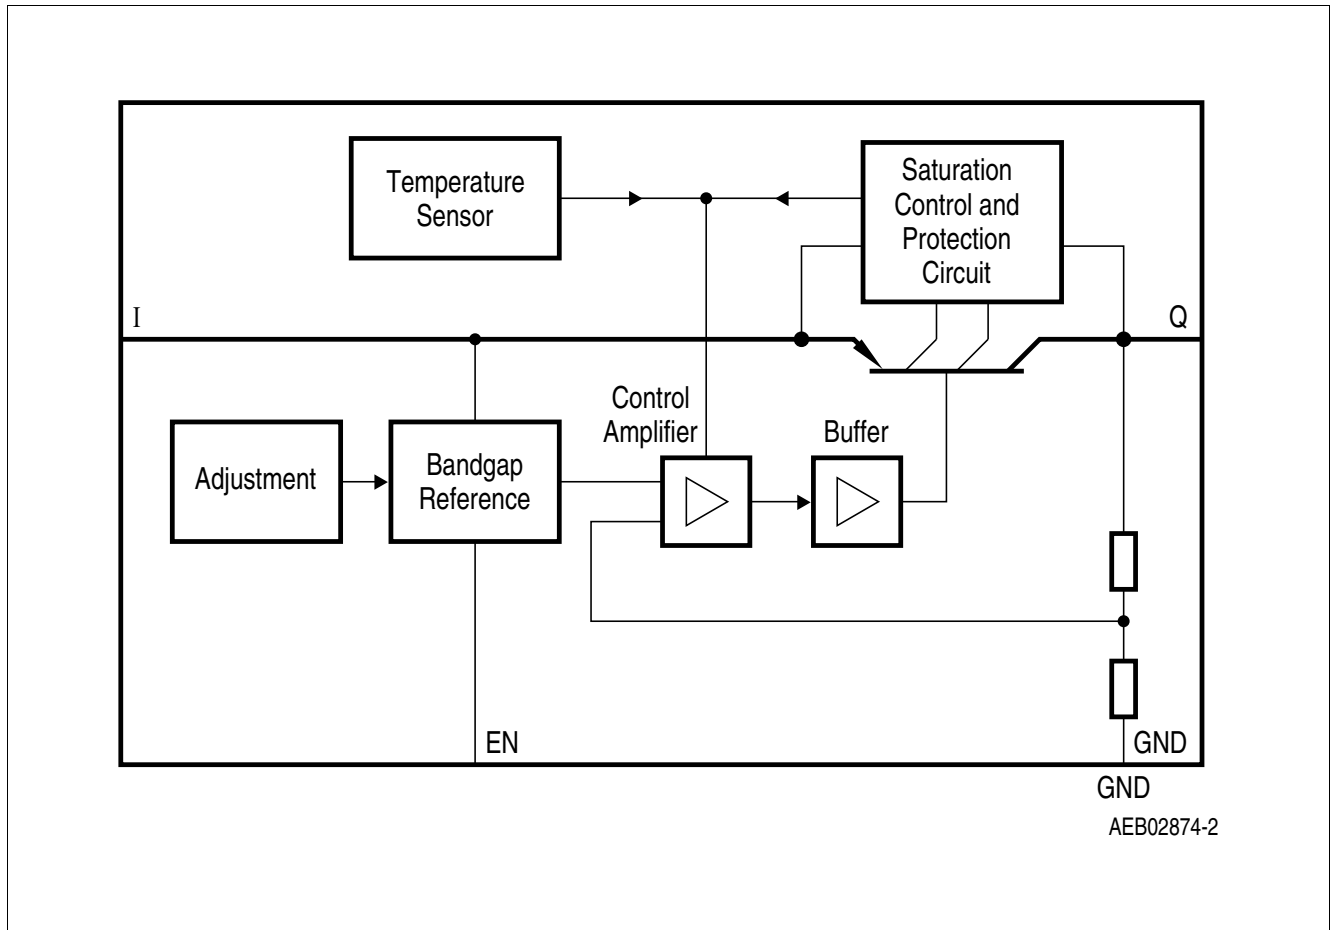 Temperature
Sensor
Saturation
Control and
Protection
Circuit
I
Q
Control
Amplifier
Buffer
Adjustment
Bandgap
Reference
EN
GND
GND
AEB02874-2